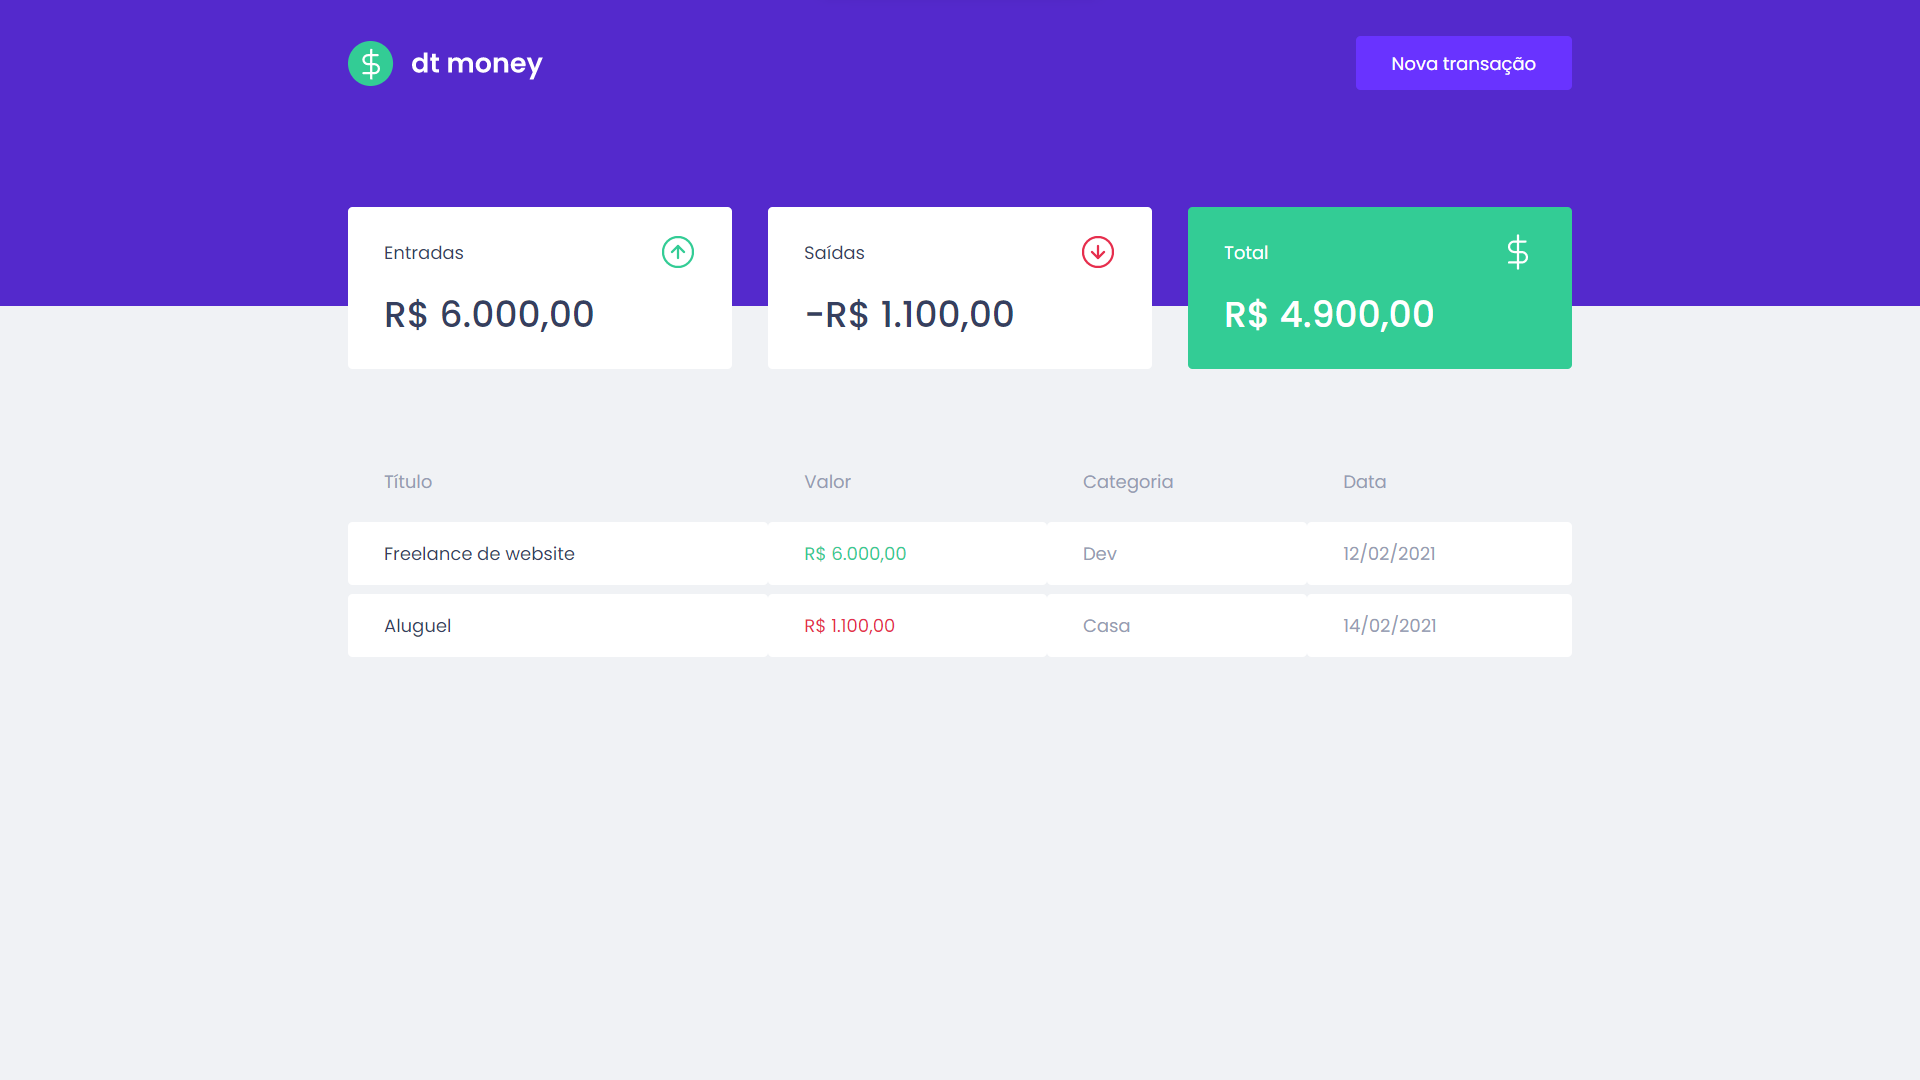 dt money
Nova transação
Entradas
R$ 6.000,00
Saídas
-R$ 1.100,00
Total
R$ 4.900,00
Título Valor Categoria Data
Freelance de website R$ 6.000,00 Dev 12/02/2021
Aluguel R$ 1.100,00 Casa 14/02/2021